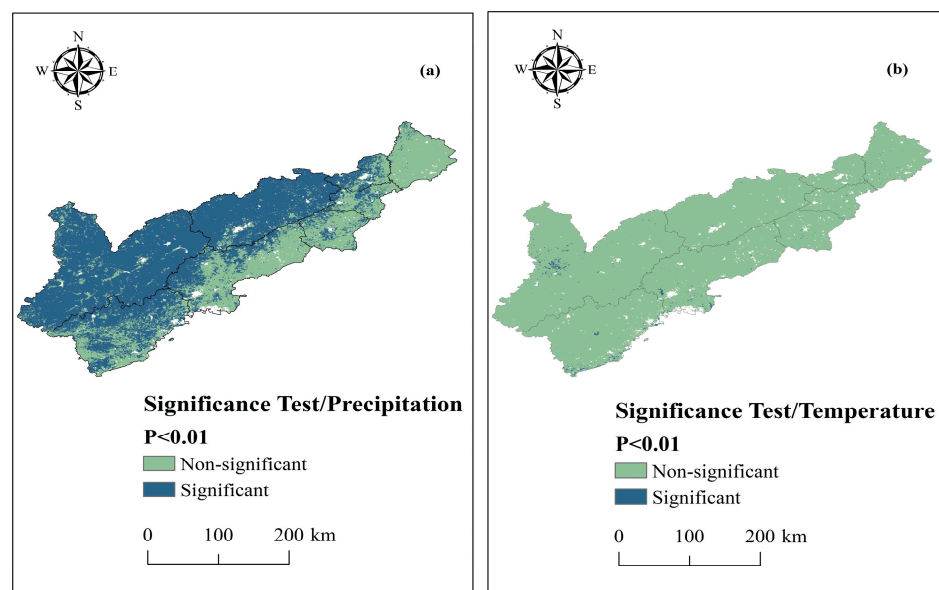 N
W E
S
(a)
Significance Test/Precipitation
P<0.01
Non-significant
Significant
0 100 200 km
N
W E
S
(b)
Significance Test/Temperature
P<0.01
Non-significant
Significant
0 100 200 km